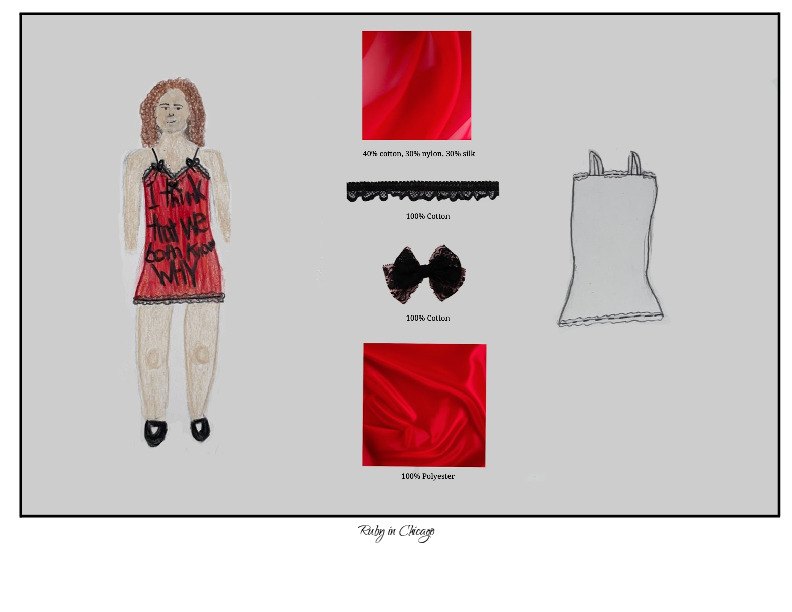 I Think
that We
both Know
WHY
40% cotton, 30% nylon, 30% silk
100% Cotton
100% Cotton
100% Polyester
Ruby in Chicago